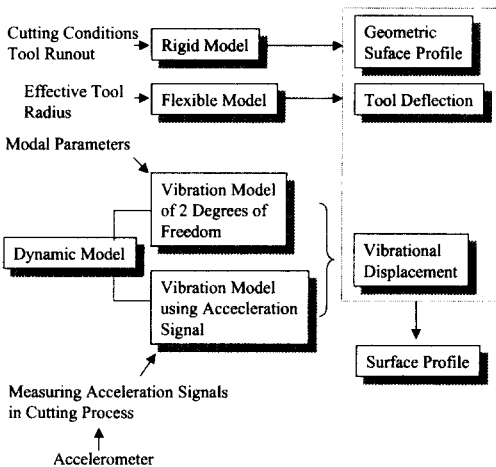 Cutting Conditions
Tool Runout
Rigid Model
Geometric
Suface Profile
Effective Tool
Radius
Flexible Model
Tool Deflection
Modal Parameters
Vibration Model
of 2 Degrees of
Freedom
Dynamic Model
Vibrational
Displacement
Vibration Model
using Accecleration
Signal
Surface Profile
Measuring Acceleration Signals
in Cutting Process
Accelerometer